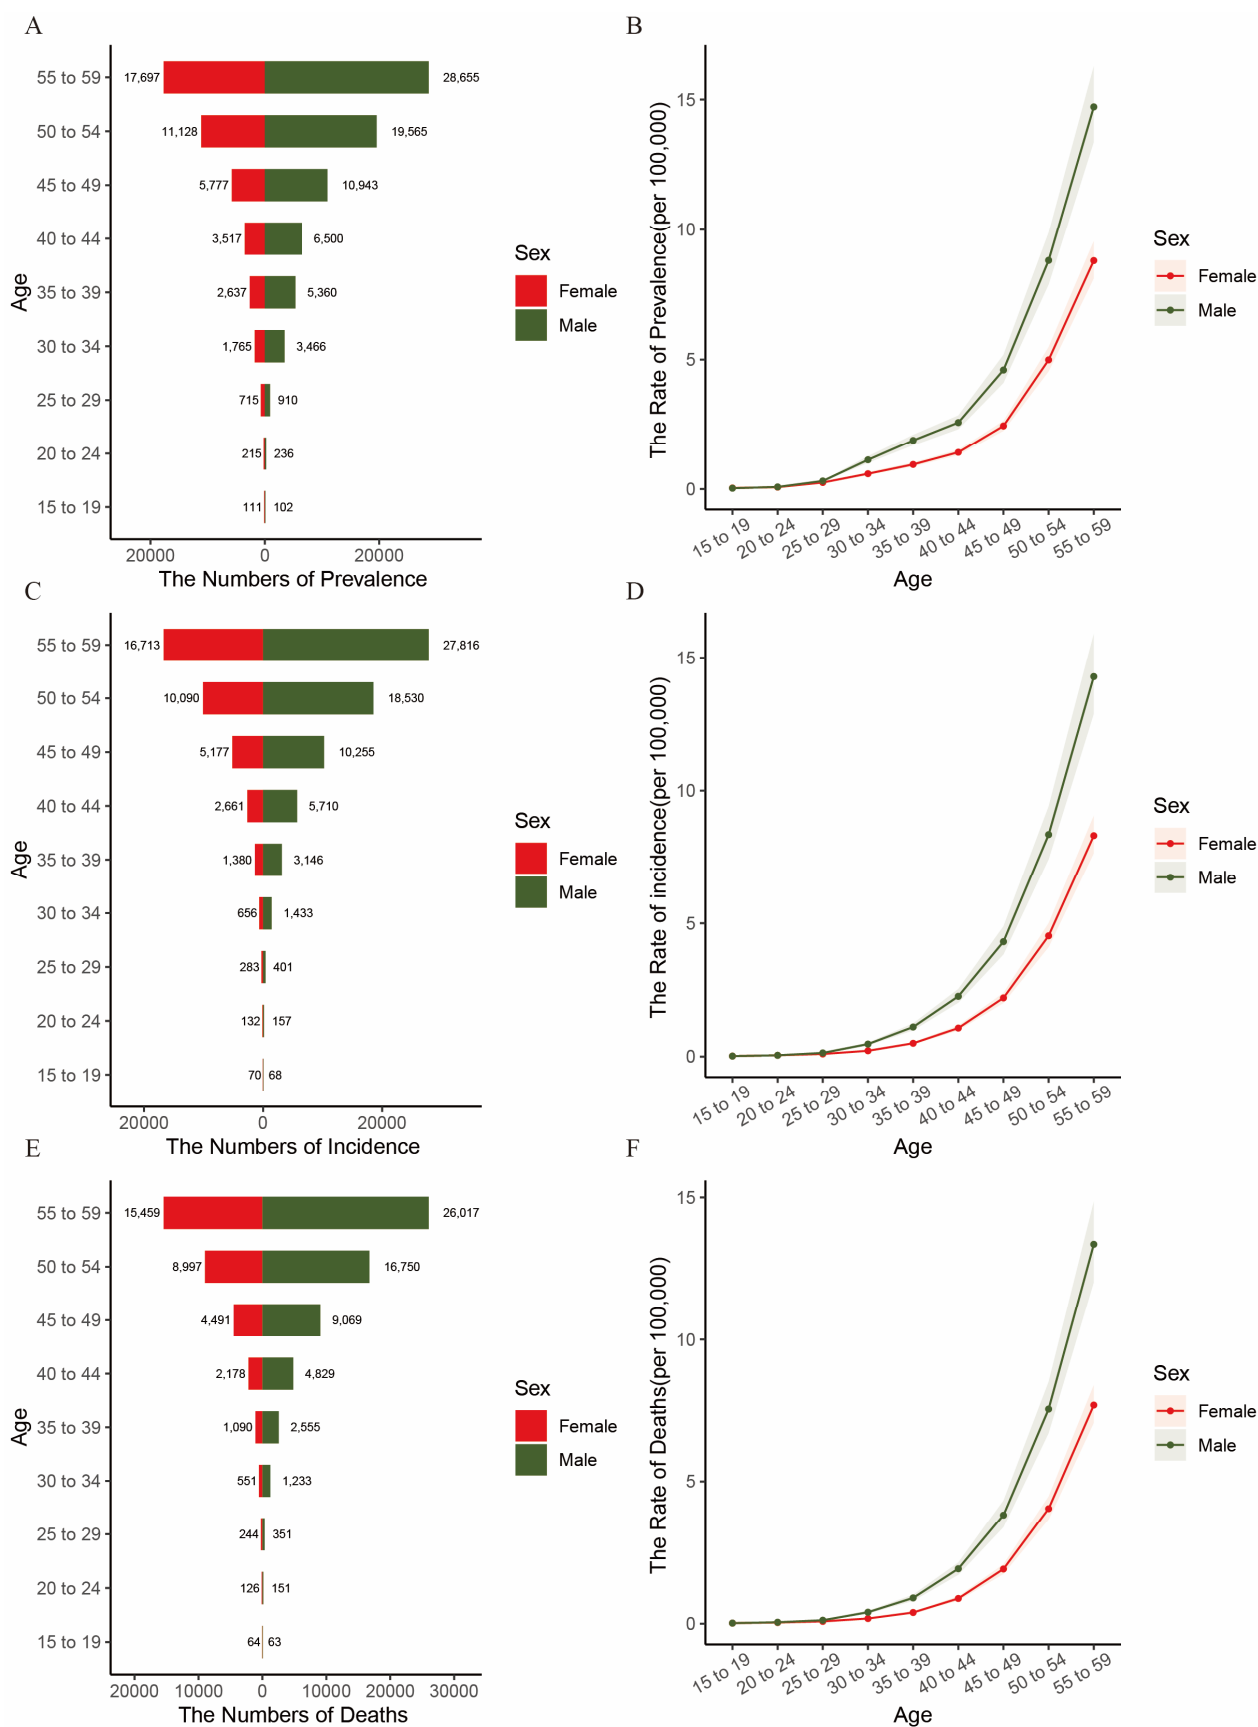 A
Age
55 to 59
17,697
28,655
50 to 54
11,128
19,565
45 to 49
5,777
10,943
40 to 44
3,517
6,500
35 to 39
2,637
5,360
30 to 34
1,765
3,466
25 to 29
715
910
20 to 24
215
236
15 to 19
111
102
20000
0
20000
The Numbers of Prevalence
Sex
Female
Male
B
The Rate of Prevalence(per 100,000)
15
10
5
0
15 to 19
20 to 24
25 to 29
30 to 34
35 to 39
40 to 44
45 to 49
50 to 54
55 to 59
Age
Sex
Female
Male
C
Age
55 to 59
16,713
27,816
50 to 54
10,090
18,530
45 to 49
5,177
10,255
40 to 44
2,661
5,710
35 to 39
1,380
3,146
30 to 34
656
1,433
25 to 29
283
401
20 to 24
132
157
15 to 19
70
68
20000
0
20000
The Numbers of Incidence
Sex
Female
Male
D
The Rate of incidence(per 100,000)
15
10
5
0
15 to 19
20 to 24
25 to 29
30 to 34
35 to 39
40 to 44
45 to 49
50 to 54
55 to 59
Age
Sex
Female
Male
E
Age
55 to 59
15,459
26,017
50 to 54
8,997
16,750
45 to 49
4,491
9,069
40 to 44
2,178
4,829
35 to 39
1,090
2,555
30 to 34
551
1,233
25 to 29
244
351
20 to 24
126
151
15 to 19
64
63
20000
10000
0
10000
20000
30000
The Numbers of Deaths
Sex
Female
Male
F
The Rate of Deaths(per 100,000)
15
10
5
0
15 to 19
20 to 24
25 to 29
30 to 34
35 to 39
40 to 44
45 to 49
50 to 54
55 to 59
Age
Sex
Female
Male